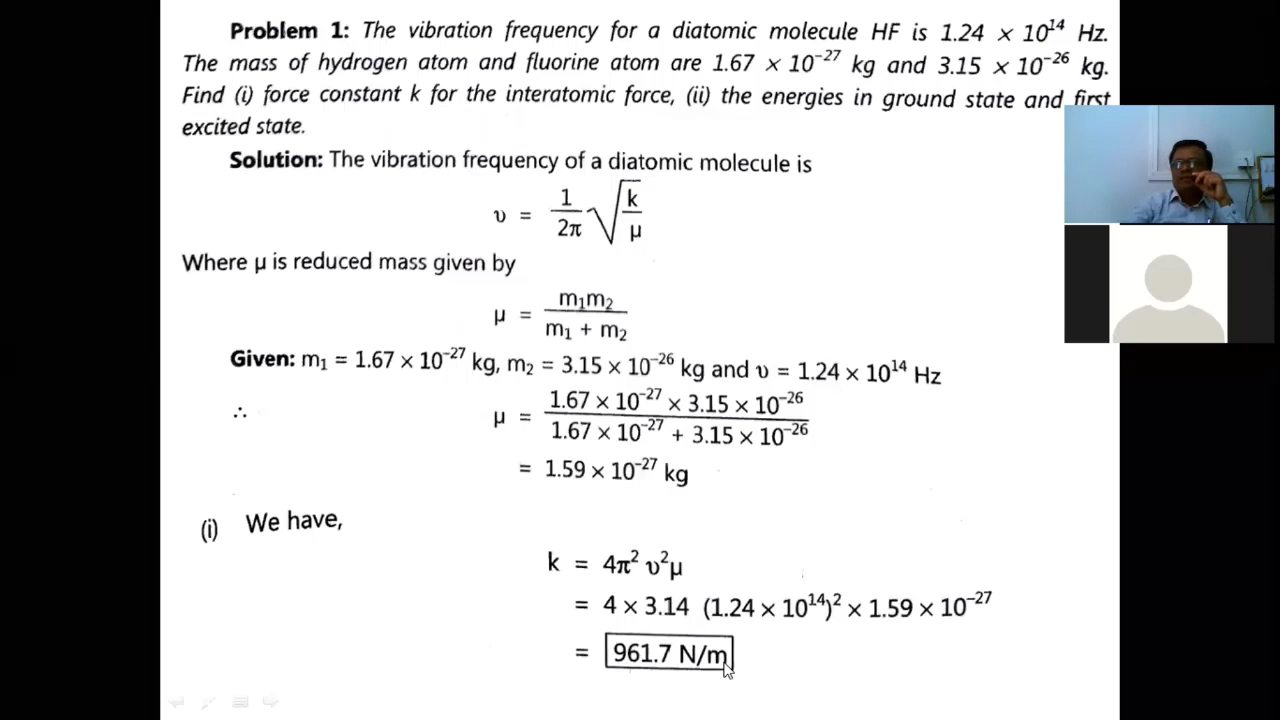 Problem 1: The vibration frequency for a diatomic molecule HF is 1.24 × 10¹⁴ Hz.
The mass of hydrogen atom and fluorine atom are 1.67 × 10⁻²⁷ kg and 3.15 × 10⁻²⁶ kg.
Find (i) force constant k for the interatomic force, (ii) the energies in ground state and first
excited state.
Solution: The vibration frequency of a diatomic molecule is
υ = 1/2π √k/μ
Where μ is reduced mass given by
μ = m₁m₂/m₁ + m₂
Given: m₁ = 1.67 × 10⁻²⁷ kg, m₂ = 3.15 × 10⁻²⁶ kg and υ = 1.24 × 10¹⁴ Hz
∴ μ = 1.67 × 10⁻²⁷ × 3.15 × 10⁻²⁶/1.67 × 10⁻²⁷ + 3.15 × 10⁻²⁶
= 1.59 × 10⁻²⁷ kg
(i) We have,
k = 4π² υ²μ
= 4 × 3.14 (1.24 × 10¹⁴)² × 1.59 × 10⁻²⁷
= 961.7 N/m